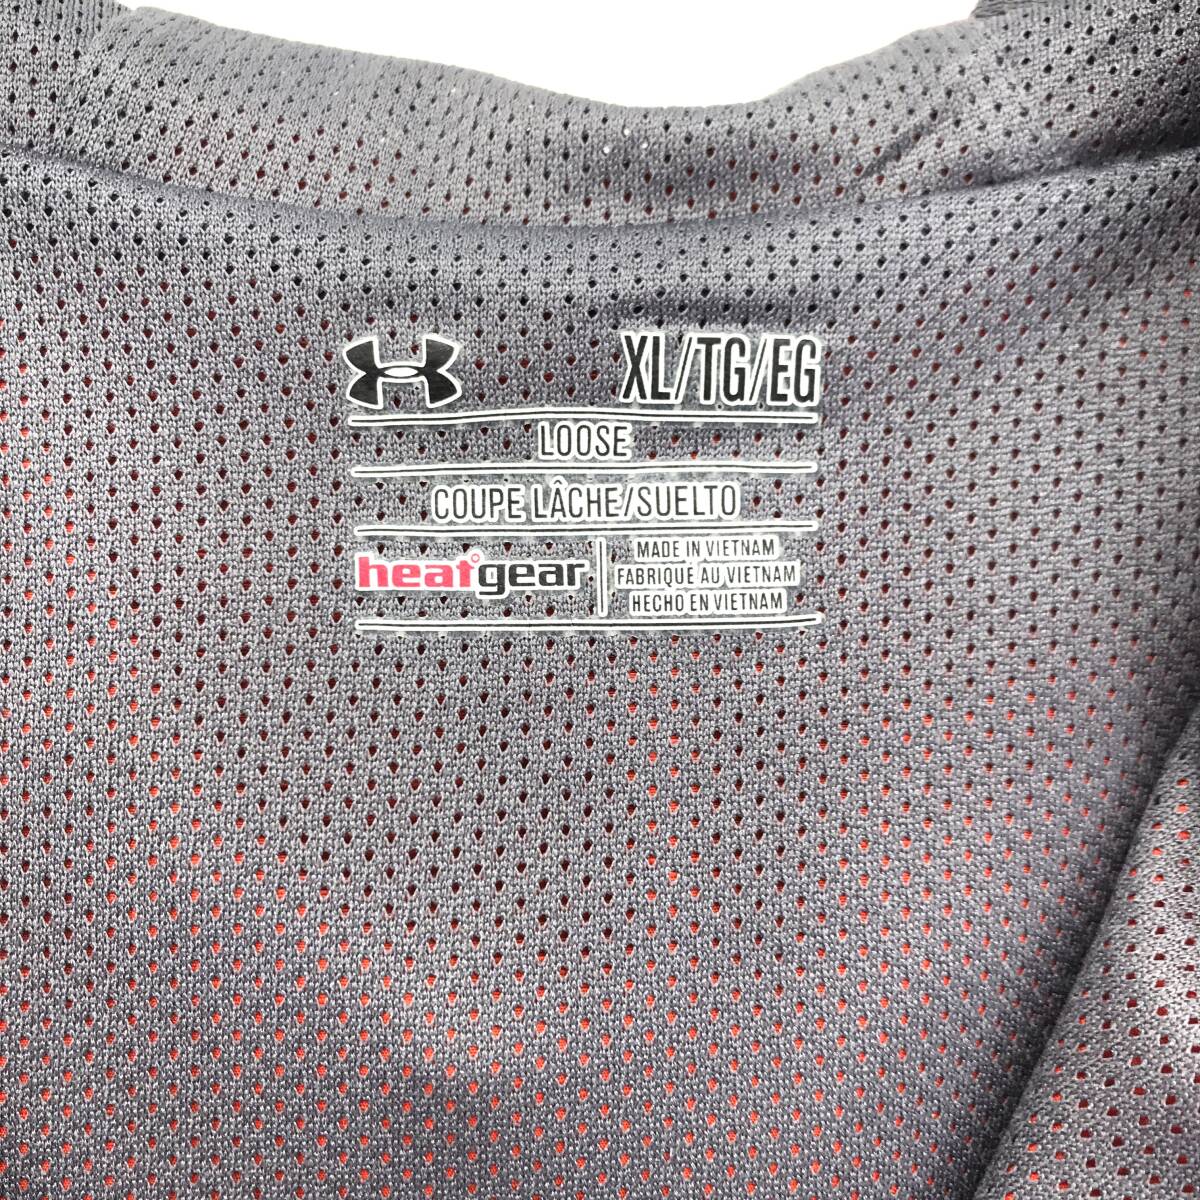 XL/TG/EG
LOOSE
COUPE LÂCHE/SUELTO
heatgear
MADE IN VIETNAM
FABRIQUE AU VIETNAM
HECHO EN VIETNAM